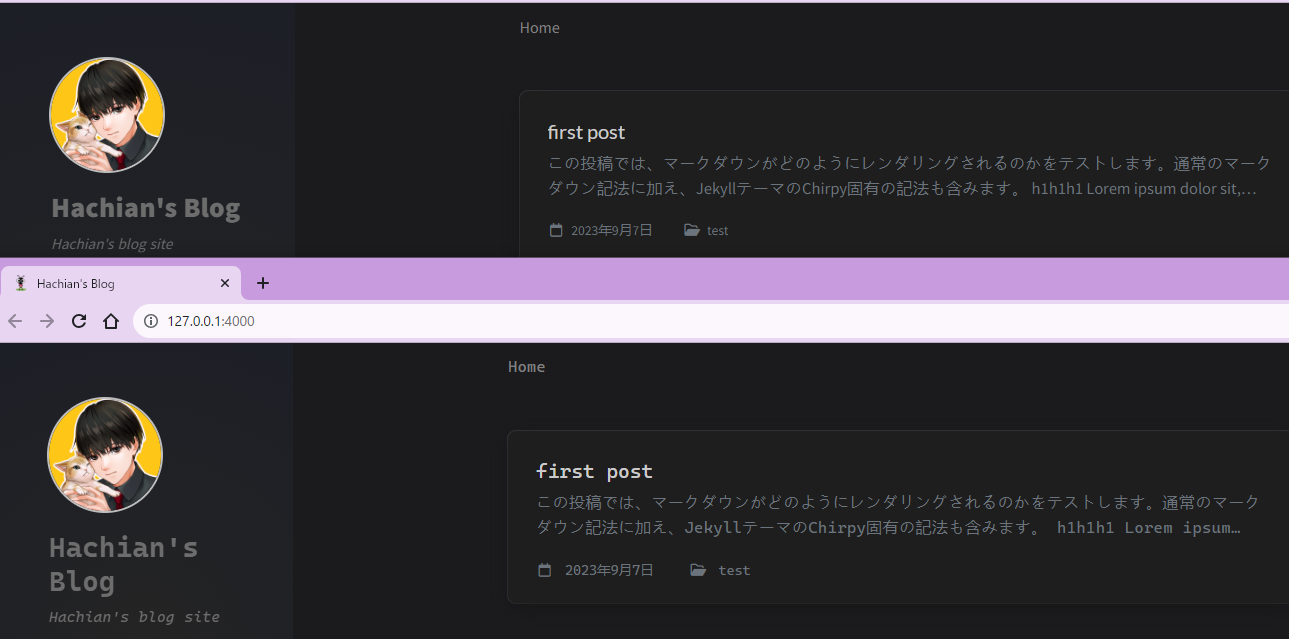 Home
first post
この投稿では、マークダウンがどのようにレンダリングされるのかをテストします。通常のマーク
ダウン記法に加え、JekyllテーマのChirpy固有の記法も含みます。 h1h1h1 Lorem ipsum dolor sit,…
2023年9月7日 test
Hachian's Blog
Hachian's blog site
Hachian's Blog
127.0.0.1:4000
Home
first post
この投稿では、マークダウンがどのようにレンダリングされるのかをテストします。通常のマーク
ダウン記法に加え、JekyllテーマのChirpy固有の記法も含みます。 h1h1h1 Lorem ipsum…
2023年9月7日 test
Hachian's
Blog
Hachian's blog site